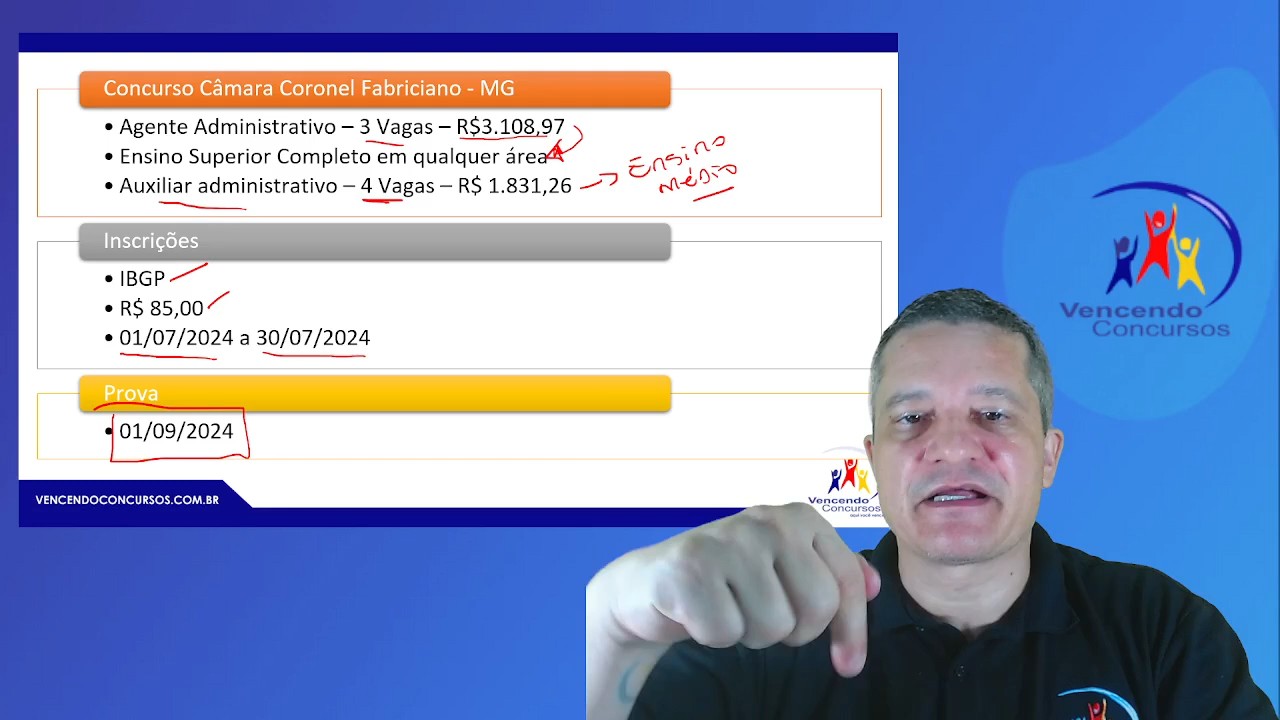 Concurso Câmara Coronel Fabriciano - MG
• Agente Administrativo – 3 Vagas – R$3.108,97
• Ensino Superior Completo em qualquer área
• Auxiliar administrativo – 4 Vagas – R$ 1.831,26
Ensino
médio
Inscrições
• IBGP
• R$ 85,00
• 01/07/2024 a 30/07/2024
Prova
• 01/09/2024
VENCENDOCONCURSOS.COM.BR
Vencendo
Concursos
Vencendo
Concursos